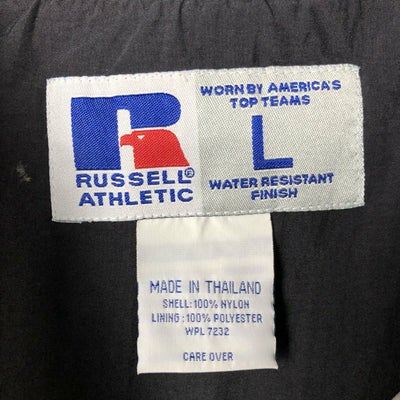 WORN BY AMERICA'S
TOP TEAMS
R
L
RUSSELL®
ATHLETIC
WATER RESISTANT
FINISH
MADE IN THAILAND
SHELL: 100% NYLON
LINING: 100% POLYESTER
WPL 7232
CARE OVER